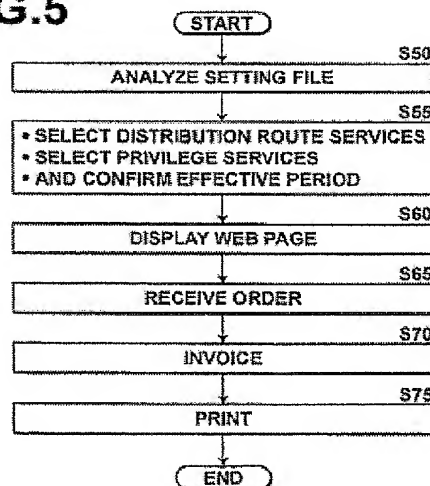 G.5
START
S50
ANALYZE SETTING FILE
S55
• SELECT DISTRIBUTION ROUTE SERVICES
• SELECT PRIVILEGE SERVICES
• AND CONFIRM EFFECTIVE PERIOD
S60
DISPLAY WEB PAGE
S65
RECEIVE ORDER
S70
INVOICE
S75
PRINT
END